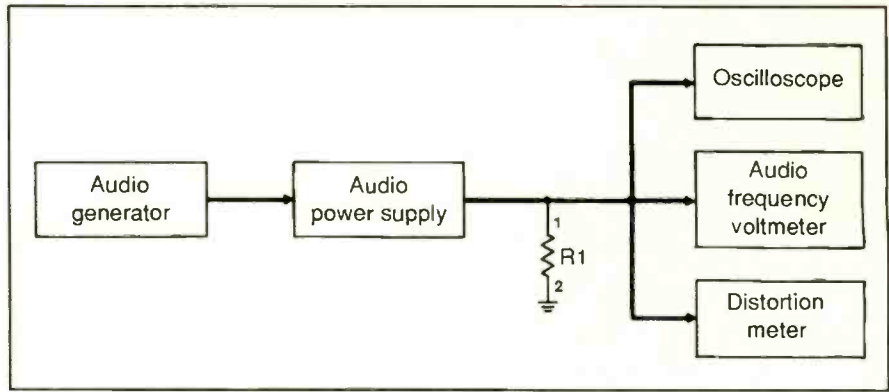 Audio
generator
Audio
power supply
1
R1
2
Oscilloscope
Audio
frequency
voltmeter
Distortion
meter